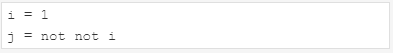 i = 1
j = not not i